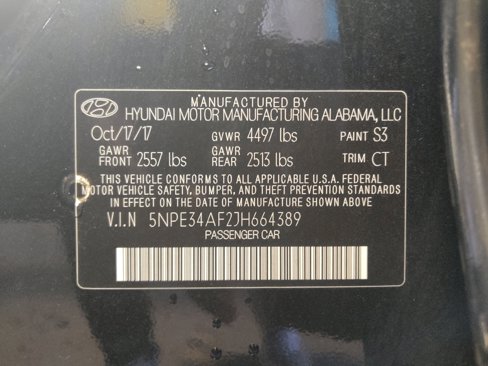 MANUFACTURED BY
HYUNDAI MOTOR MANUFACTURING ALABAMA, LLC
Oct/17/17 GVWR 4497 lbs PAINT S3
GAWR FRONT 2557 lbs GAWR REAR 2513 lbs TRIM CT
THIS VEHICLE CONFORMS TO ALL APPLICABLE U.S.A. FEDERAL
MOTOR VEHICLE SAFETY, BUMPER, AND THEFT PREVENTION STANDARDS
IN EFFECT ON THE DATE OF MANUFACTURE SHOWN ABOVE
V.I.N 5NPE34AF2JH664389
PASSENGER CAR